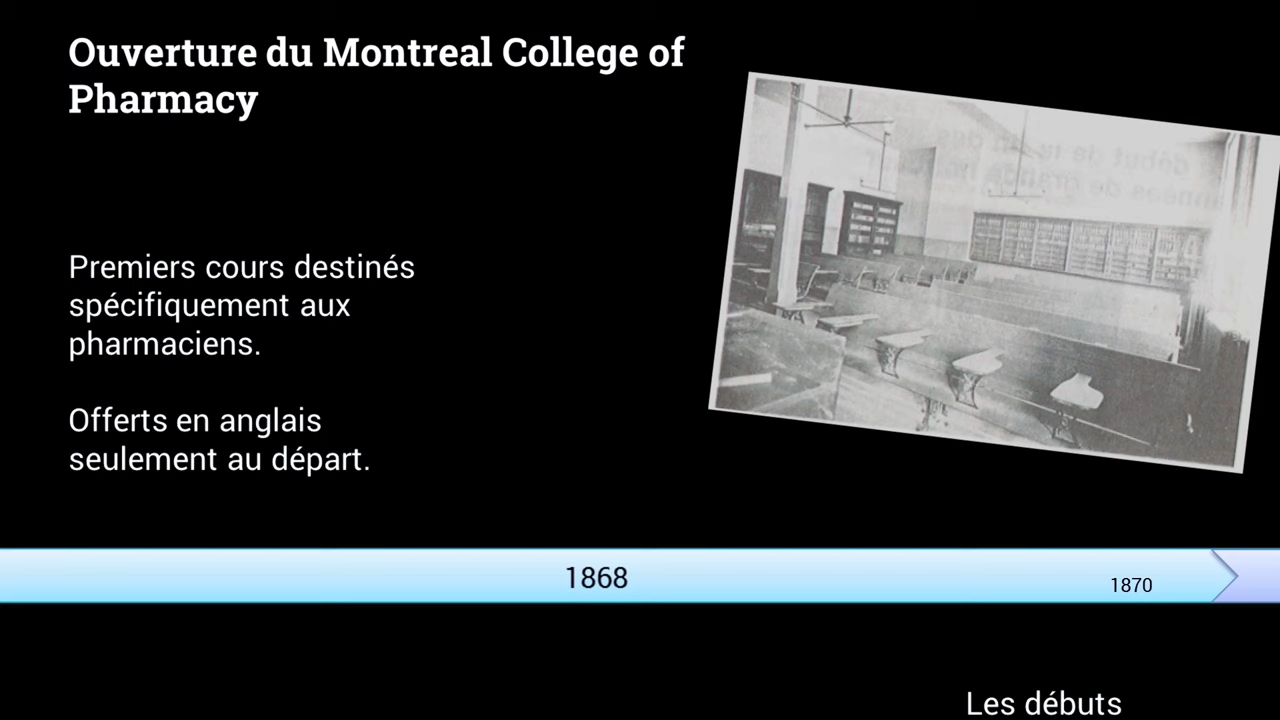 Ouverture du Montreal College of
Pharmacy
Premiers cours destinés
spécifiquement aux
pharmaciens.
Offerts en anglais
seulement au départ.
1868
1870
Les débuts